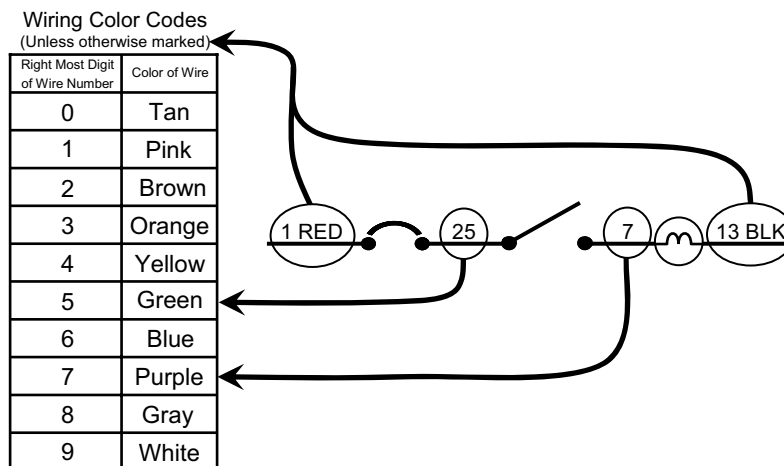 Wiring Color Codes
(Unless otherwise marked)
Right Most Digit
of Wire Number
Color of Wire
0 Tan
1 Pink
2 Brown
3 Orange
4 Yellow
5 Green
6 Blue
7 Purple
8 Gray
9 White
1 RED
25
7
13 BLK